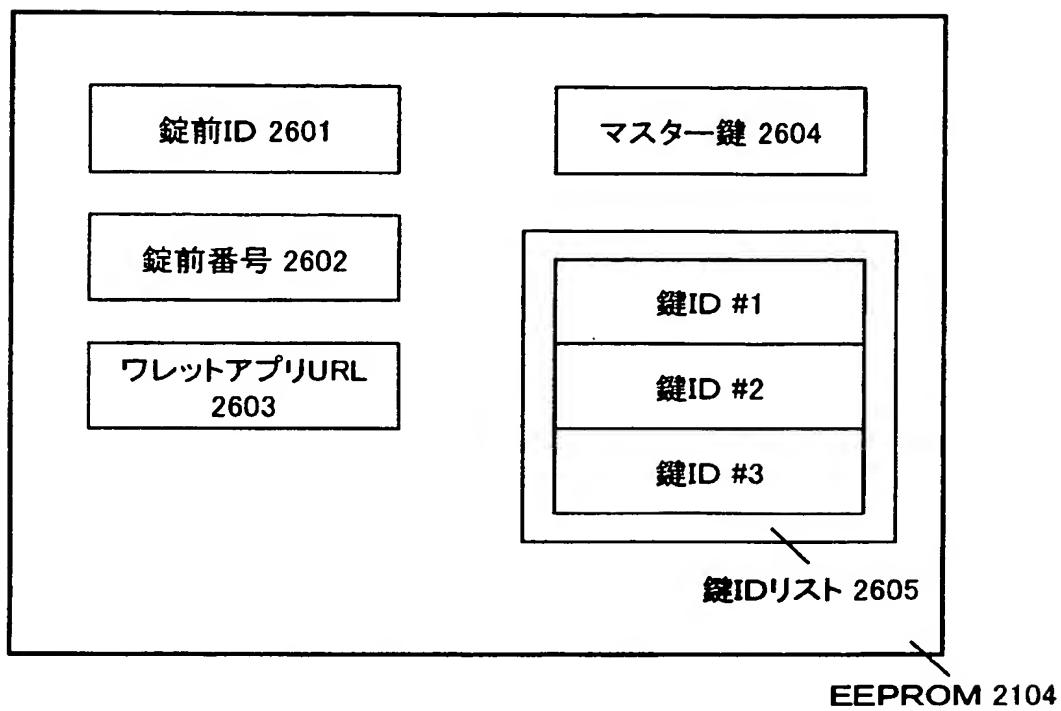 錠前ID 2601
錠前番号 2602
ワレットアプリURL
2603
マスター鍵 2604
鍵ID #1
鍵ID #2
鍵ID #3
鍵IDリスト 2605
EEPROM 2104